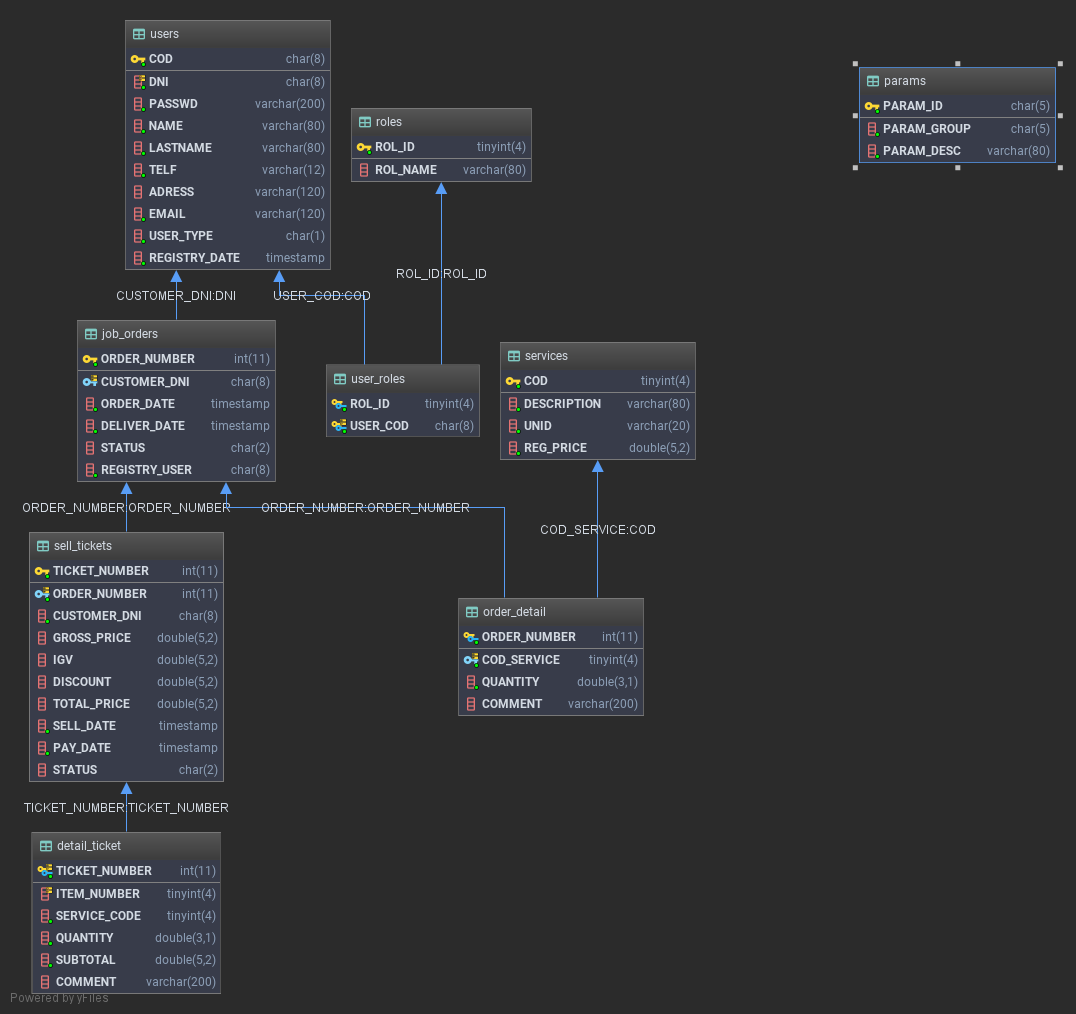 users
COD char(8)
DNI char(8)
PASSWD varchar(200)
NAME varchar(80)
LASTNAME varchar(80)
TELF varchar(12)
ADRESS varchar(120)
EMAIL varchar(120)
USER_TYPE char(1)
REGISTRY_DATE timestamp
roles
ROL_ID tinyint(4)
ROL_NAME varchar(80)
params
PARAM_ID char(5)
PARAM_GROUP char(5)
PARAM_DESC varchar(80)
ROL_ID:ROL_ID
CUSTOMER_DNI:DNI
USER_COD:COD
job_orders
ORDER_NUMBER int(11)
CUSTOMER_DNI char(8)
ORDER_DATE timestamp
DELIVER_DATE timestamp
STATUS char(2)
REGISTRY_USER char(8)
user_roles
ROL_ID tinyint(4)
USER_COD char(8)
services
COD tinyint(4)
DESCRIPTION varchar(80)
UNID varchar(20)
REG_PRICE double(5,2)
ORDER_NUMBER:ORDER_NUMBER
ORDER_NUMBER:ORDER_NUMBER
COD_SERVICE:COD
sell_tickets
TICKET_NUMBER int(11)
ORDER_NUMBER int(11)
CUSTOMER_DNI char(8)
GROSS_PRICE double(5,2)
IGV double(5,2)
DISCOUNT double(5,2)
TOTAL_PRICE double(5,2)
SELL_DATE timestamp
PAY_DATE timestamp
STATUS char(2)
order_detail
ORDER_NUMBER int(11)
COD_SERVICE tinyint(4)
QUANTITY double(3,1)
COMMENT varchar(200)
TICKET_NUMBER:TICKET_NUMBER
detail_ticket
TICKET_NUMBER int(11)
ITEM_NUMBER tinyint(4)
SERVICE_CODE tinyint(4)
QUANTITY double(3,1)
SUBTOTAL double(5,2)
COMMENT varchar(200)
Powered by yFiles